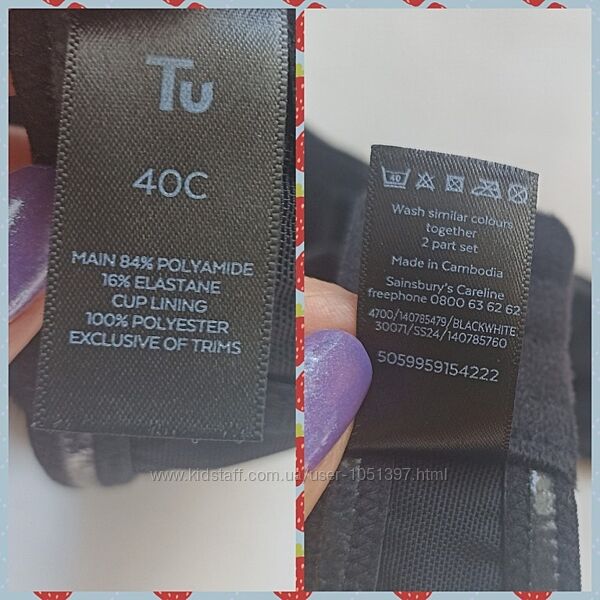 Tu
40C
MAIN 84% POLYAMIDE
16% ELASTANE
CUP LINING
100% POLYESTER
EXCLUSIVE OF TRIMS
40
Wash similar colours
together
2 part set
Made in Cambodia
Sainsbury's Careline
freephone 0800 63 62 62
4700/140785479/BLACKWHITE
30071/SS24/140785760
5059959154222
www.kidstaff.com.ua/user-1051397.html